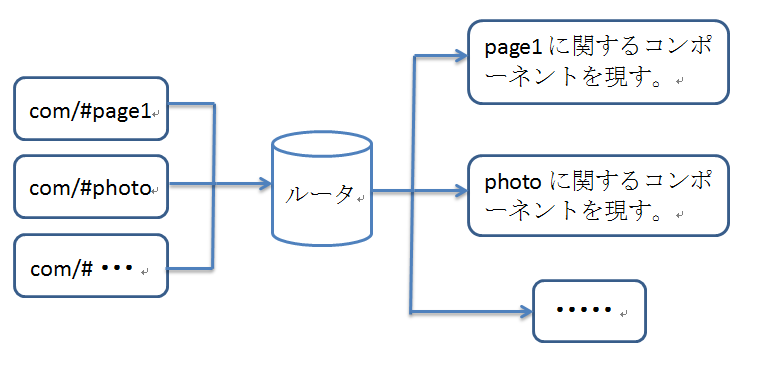 com/#page1
com/#photo
com/# ・・・
ルータ
page1 に関するコンポ
ーネントを現す。
photo に関するコンポ
ーネントを現す。
・・・・・